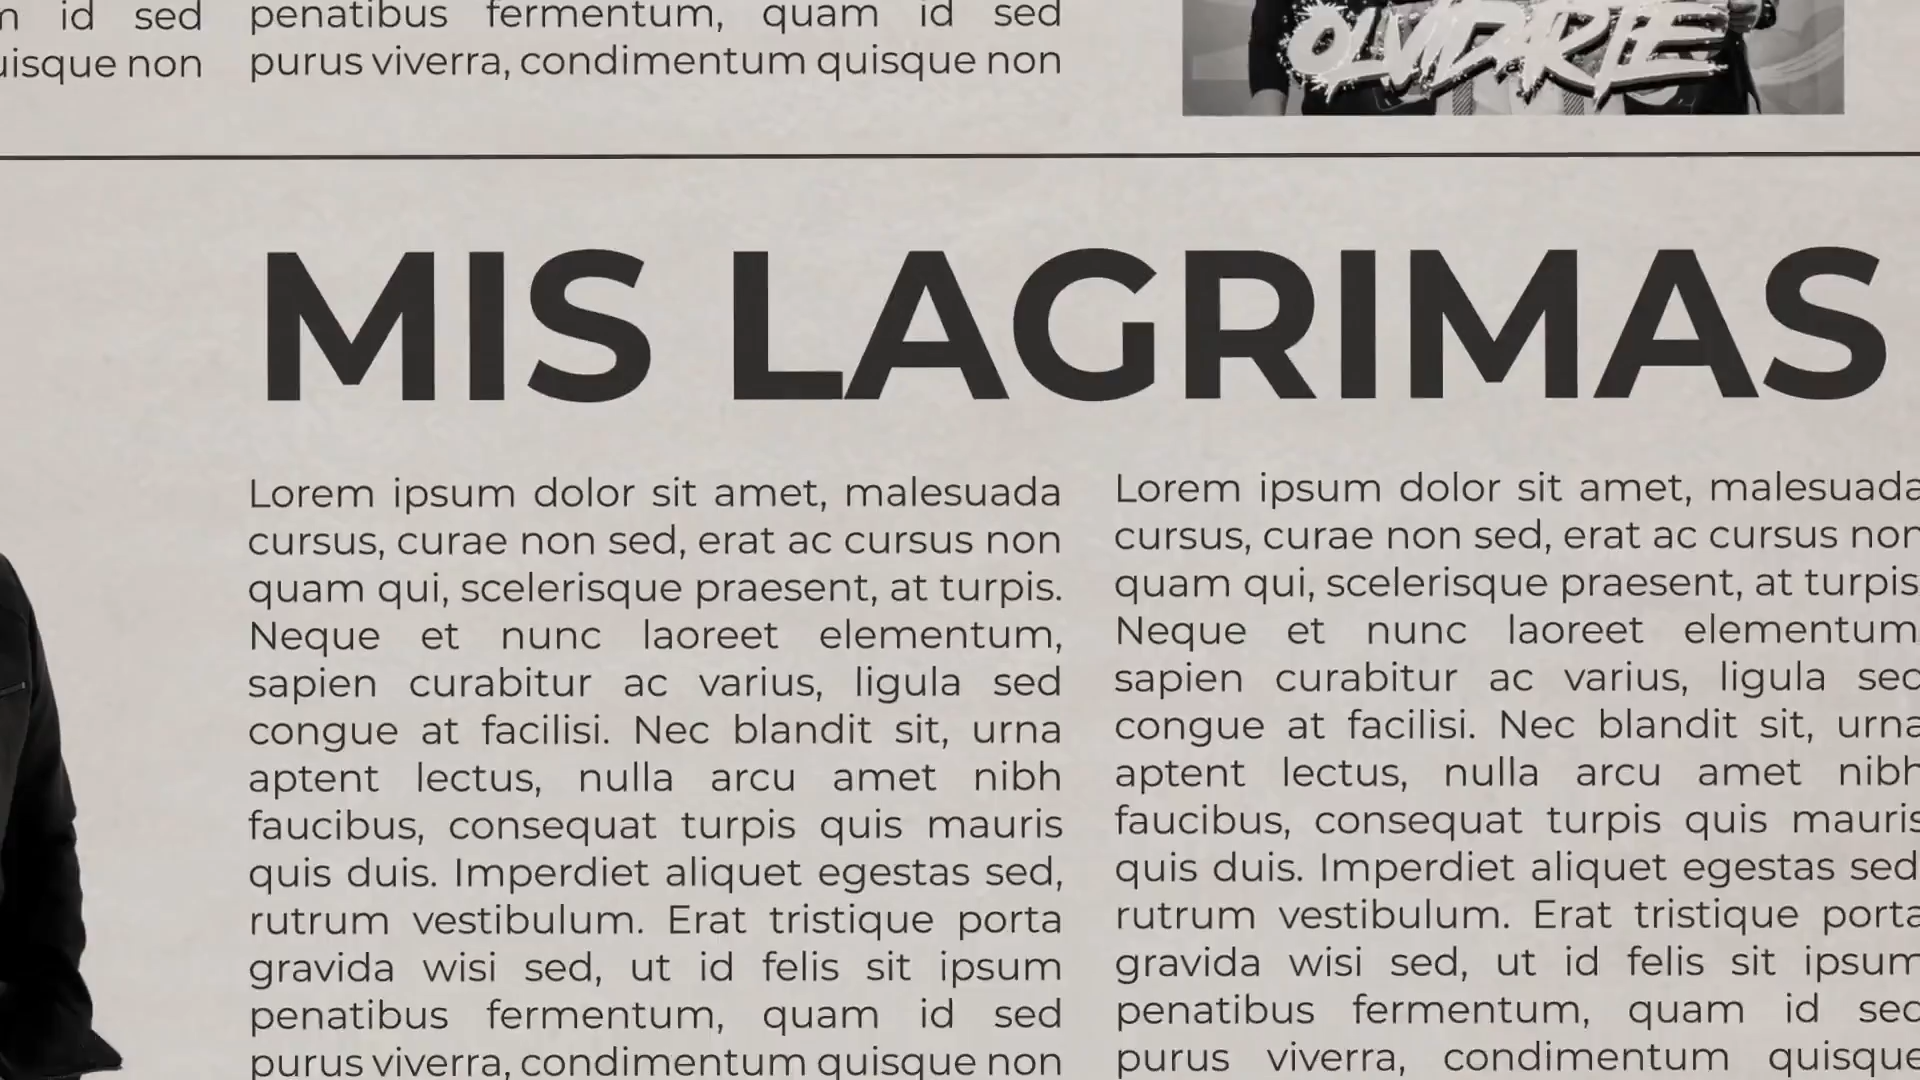 id sed
quisque non
penatibus fermentum, quam id sed
purus viverra, condimentum quisque non
OLVIDARTE
MIS LAGRIMAS
Lorem ipsum dolor sit amet, malesuada
cursus, curae non sed, erat ac cursus non
quam qui, scelerisque praesent, at turpis.
Neque et nunc laoreet elementum,
sapien curabitur ac varius, ligula sed
congue at facilisi. Nec blandit sit, urna
aptent lectus, nulla arcu amet nibh
faucibus, consequat turpis quis mauris
quis duis. Imperdiet aliquet egestas sed,
rutrum vestibulum. Erat tristique porta
gravida wisi sed, ut id felis sit ipsum
penatibus fermentum, quam id sed
purus viverra, condimentum quisque non
Lorem ipsum dolor sit amet, malesuada
cursus, curae non sed, erat ac cursus non
quam qui, scelerisque praesent, at turpis
Neque et nunc laoreet elementum
sapien curabitur ac varius, ligula sed
congue at facilisi. Nec blandit sit, urna
aptent lectus, nulla arcu amet nibh
faucibus, consequat turpis quis mauris
quis duis. Imperdiet aliquet egestas sed
rutrum vestibulum. Erat tristique porta
gravida wisi sed, ut id felis sit ipsum
penatibus fermentum, quam id sed
purus viverra, condimentum quisque